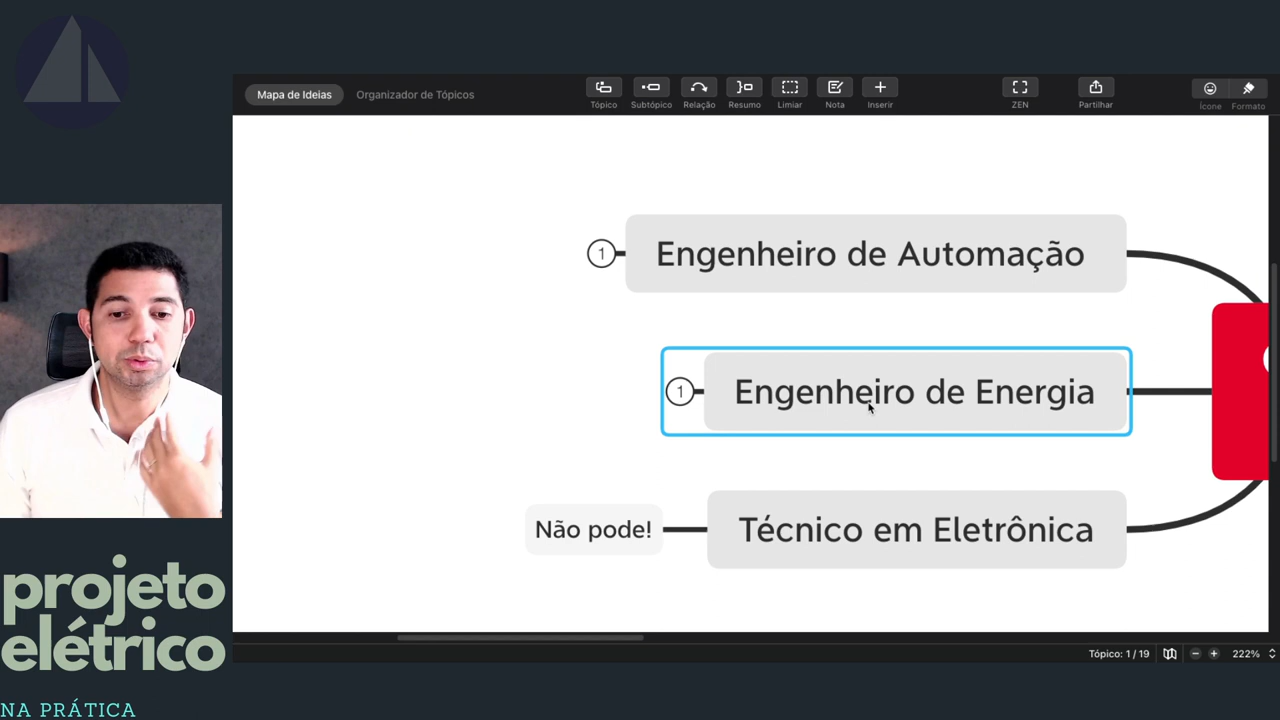 Mapa de Ideias
Organizador de Tópicos
Tópico
Subtópico
Relação
Resumo
Limiar
Nota
Inserir
ZEN
Partilhar
Ícone
Formato
1
Engenheiro de Automação
1
Engenheiro de Energia
Não pode!
Técnico em Eletrônica
projeto
elétrico
NA PRÁTICA
Tópico: 1 / 19
222%